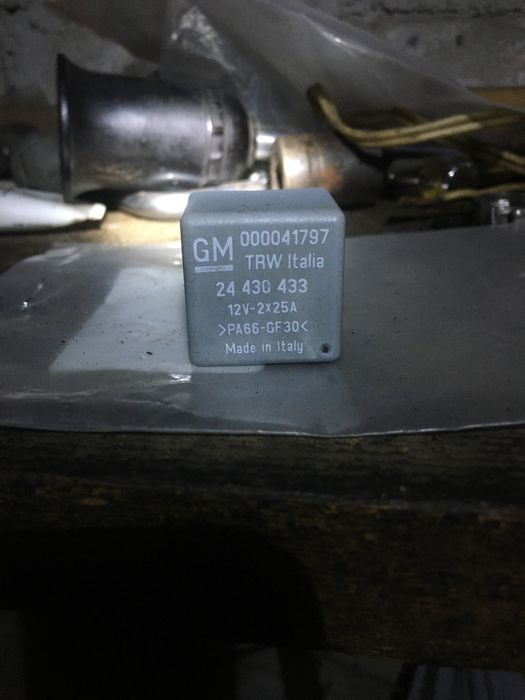 GM 000041797
TRW Italia
24 430 433
12V-2X25A
>PA66-GF30<
Made in Italy